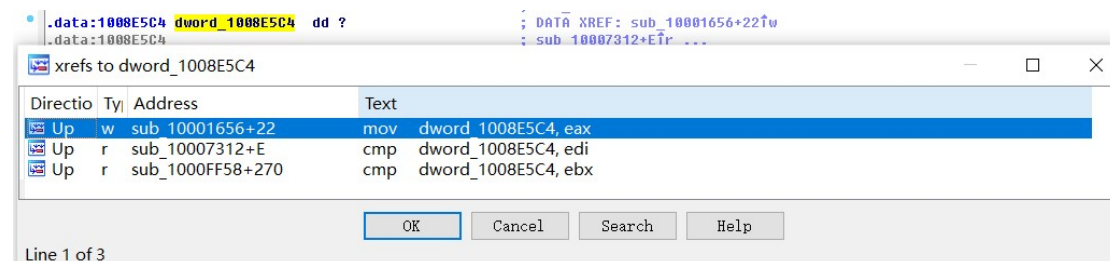 .data:1008E5C4 dword_1008E5C4 dd ? ; DATA XREF: sub_10001656+22↑w
.data:1008E5C4 ; sub_10007312+E↑r ...
xrefs to dword_1008E5C4
Directio Ty Address Text
Up w sub_10001656+22 mov dword_1008E5C4, eax
Up r sub_10007312+E cmp dword_1008E5C4, edi
Up r sub_1000FF58+270 cmp dword_1008E5C4, ebx
OK Cancel Search Help
Line 1 of 3